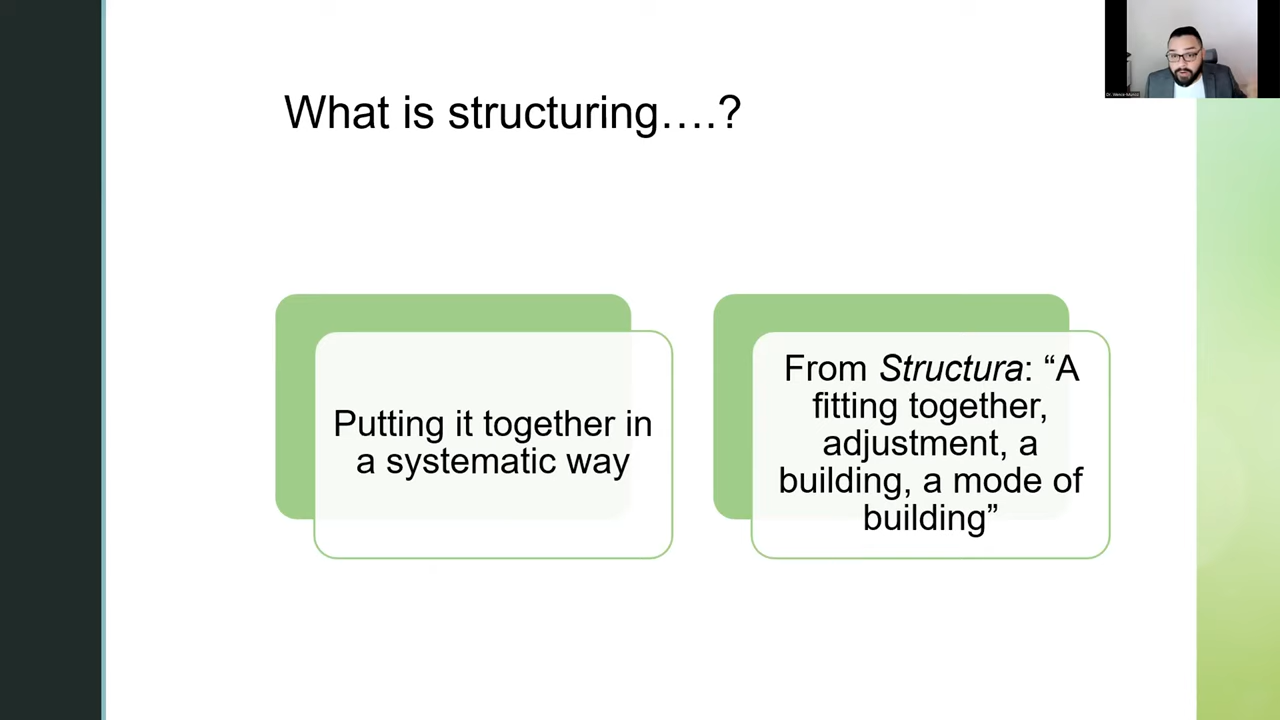 What is structuring….?
Putting it together in
a systematic way
From Structura: “A
fitting together,
adjustment, a
building, a mode of
building”